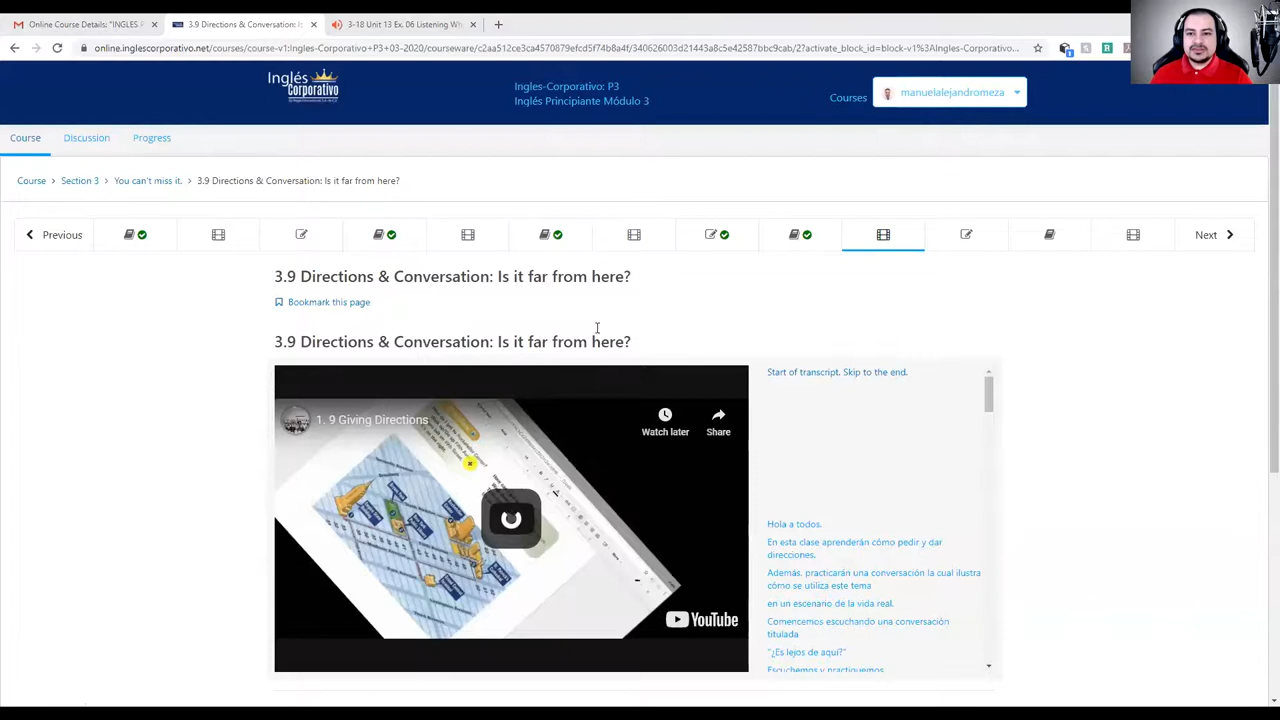 Online Course Details: "INGLES P
3.9 Directions & Conversation: Is
3-18 Unit 13 Ex. 06 Listening Wh
online.inglescorporativo.net/courses/course-v1:Ingles-Corporativo+P3+03-2020/courseware/c2aa512ce3ca4570879efcd5f74b8a4f/340626003d21443a8c5e42587bbc9cab/2?activate_block_id=block-v1%3AIngles-Corporativo...
Inglés
Corporativo
Ingles-Corporativo: P3
Inglés Principiante Módulo 3
Courses
manuelalejandromeza
Course
Discussion
Progress
Course > Section 3 > You can't miss it. > 3.9 Directions & Conversation: Is it far from here?
Previous
Next
3.9 Directions & Conversation: Is it far from here?
Bookmark this page
3.9 Directions & Conversation: Is it far from here?
1. 9 Giving Directions
Watch later
Share
YouTube
Start of transcript. Skip to the end.
Hola a todos.
En esta clase aprenderán cómo pedir y dar
direcciones.
Además, practicarán una conversación la cual ilustra
cómo se utiliza este tema
en un escenario de la vida real.
Comencemos escuchando una conversación
titulada
"¿Es lejos de aquí?"
Escuchemos y practiquemos